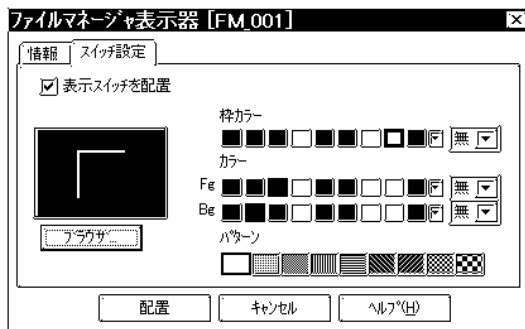 ファイルマネージャ表示器 [FM_001]
情報 スイッチ設定
表示スイッチを配置
枠カラー
無
カラー
Fg 無
Bg 無
ブラウザ...
パターン
配置 キャンセル ヘルプ(H)